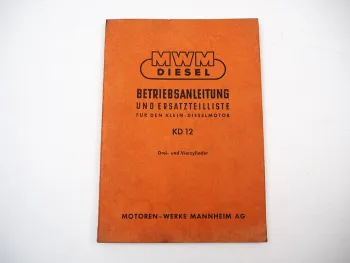 MWM
DIESEL
BETRIEBSANLEITUNG
UND ERSATZTEILLISTE
FÜR DEN KLEIN-DIESELMOTOR
KD 12
Drei- und Vierzylinder
MOTOREN-WERKE MANNHEIM AG